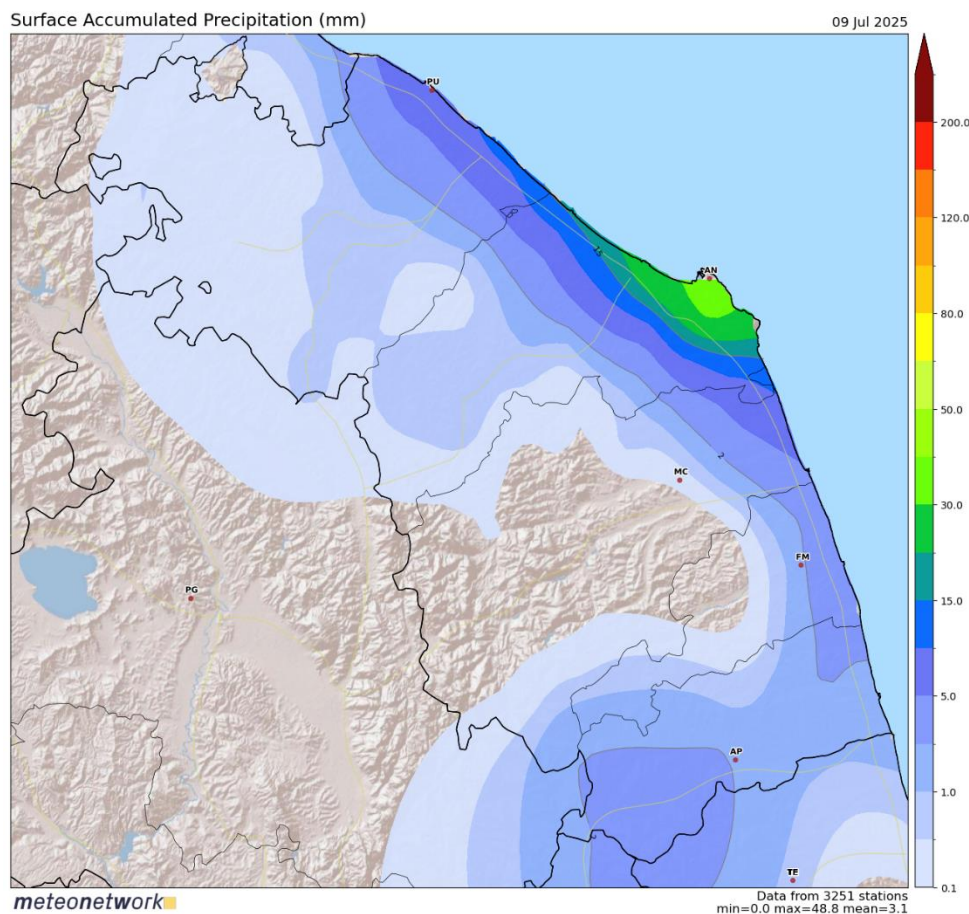 Surface Accumulated Precipitation (mm)
09 Jul 2025
PU
200.0
120.0
AN
15
80.0
50.0
2
MC
30.0
FM
PG
15.0
5.0
AP
1.0
TE
0.1
meteonetwork
Data from 3251 stations
min=0.0 max=48.8 mean=3.1